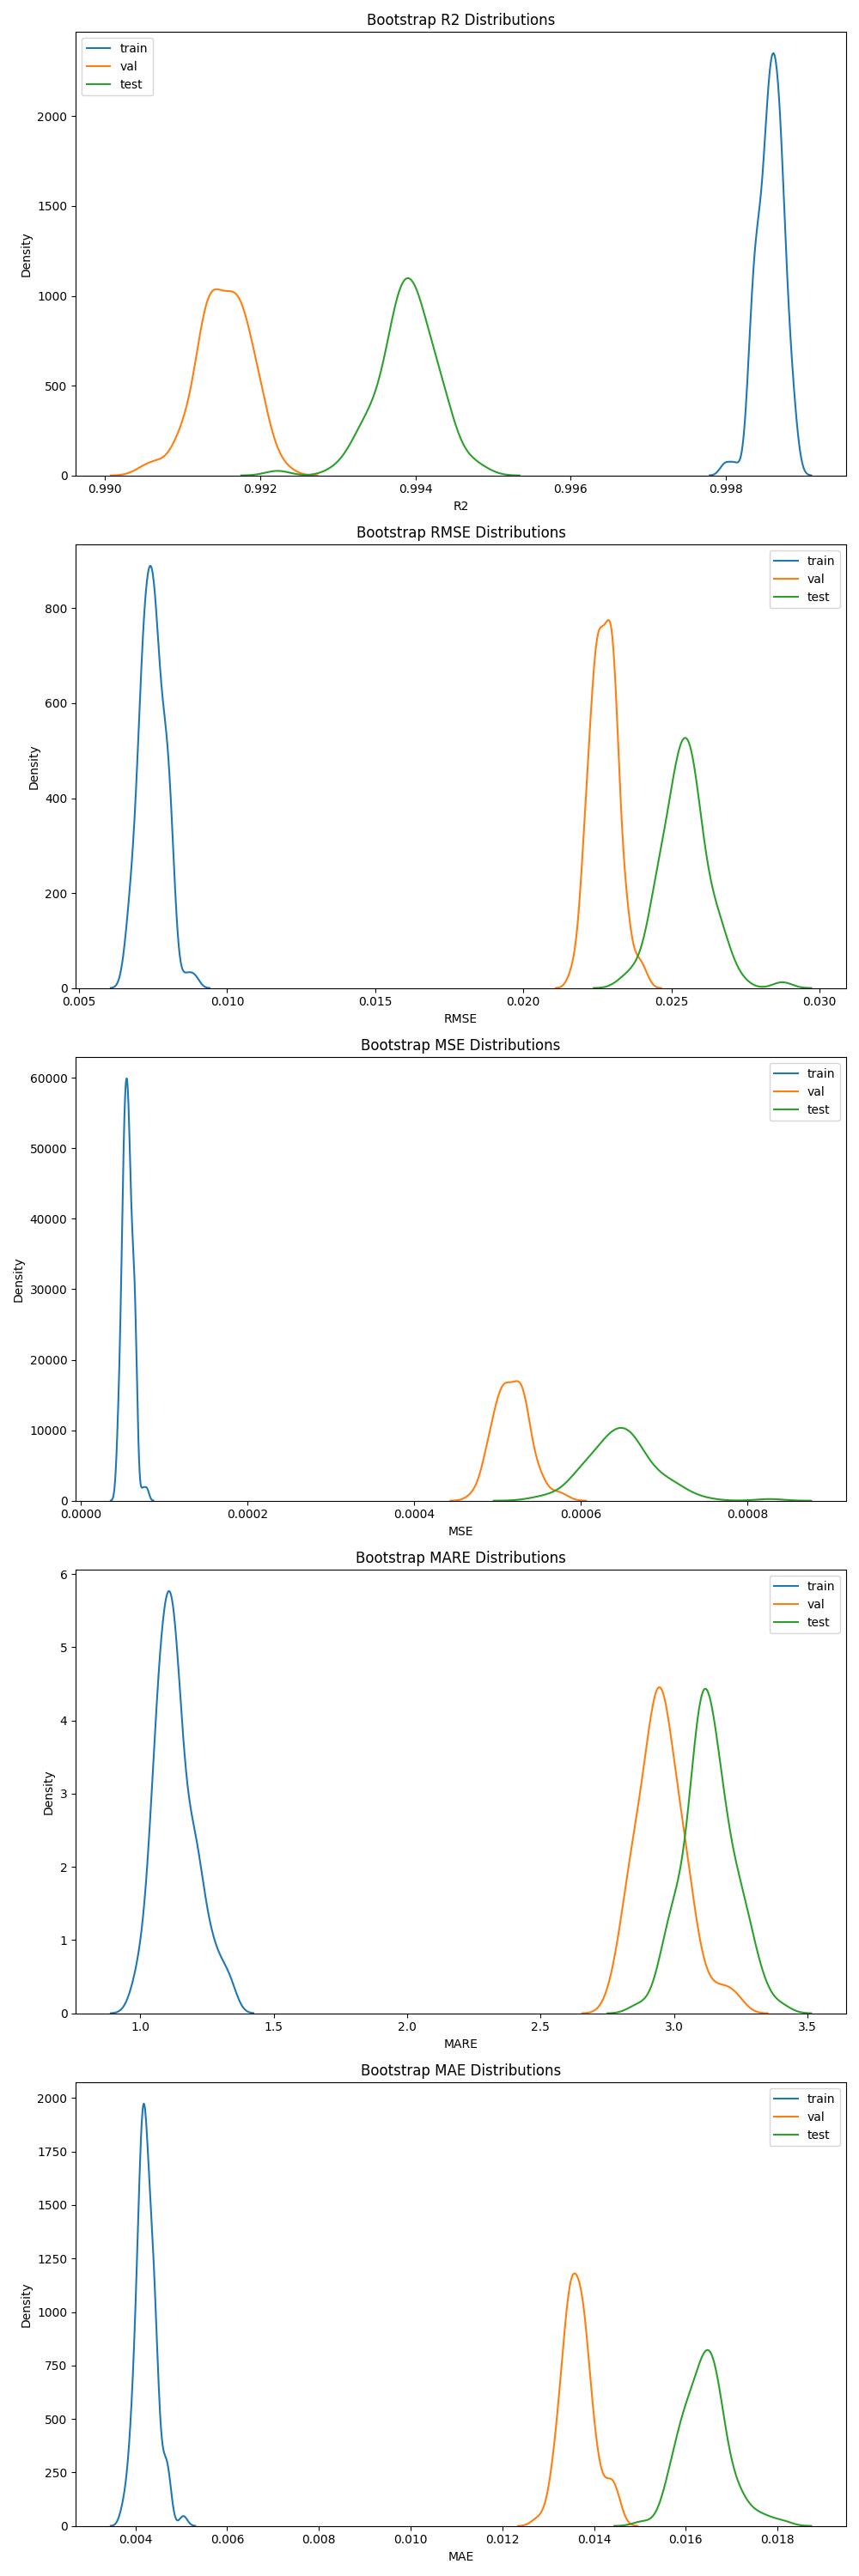 Bootstrap R2 Distributions
train
val
test
2000
1500
1000
500
0
Density
0.990 0.992 0.994 0.996 0.998
R2
Bootstrap RMSE Distributions
train
val
test
800
600
400
200
0
Density
0.005 0.010 0.015 0.020 0.025 0.030
RMSE
Bootstrap MSE Distributions
train
val
test
60000
50000
40000
30000
20000
10000
0
Density
0.0000 0.0002 0.0004 0.0006 0.0008
MSE
Bootstrap MARE Distributions
train
val
test
6
5
4
3
2
1
0
Density
1.0 1.5 2.0 2.5 3.0 3.5
MARE
Bootstrap MAE Distributions
train
val
test
2000
1750
1500
1250
1000
750
500
250
0
Density
0.004 0.006 0.008 0.010 0.012 0.014 0.016 0.018
MAE